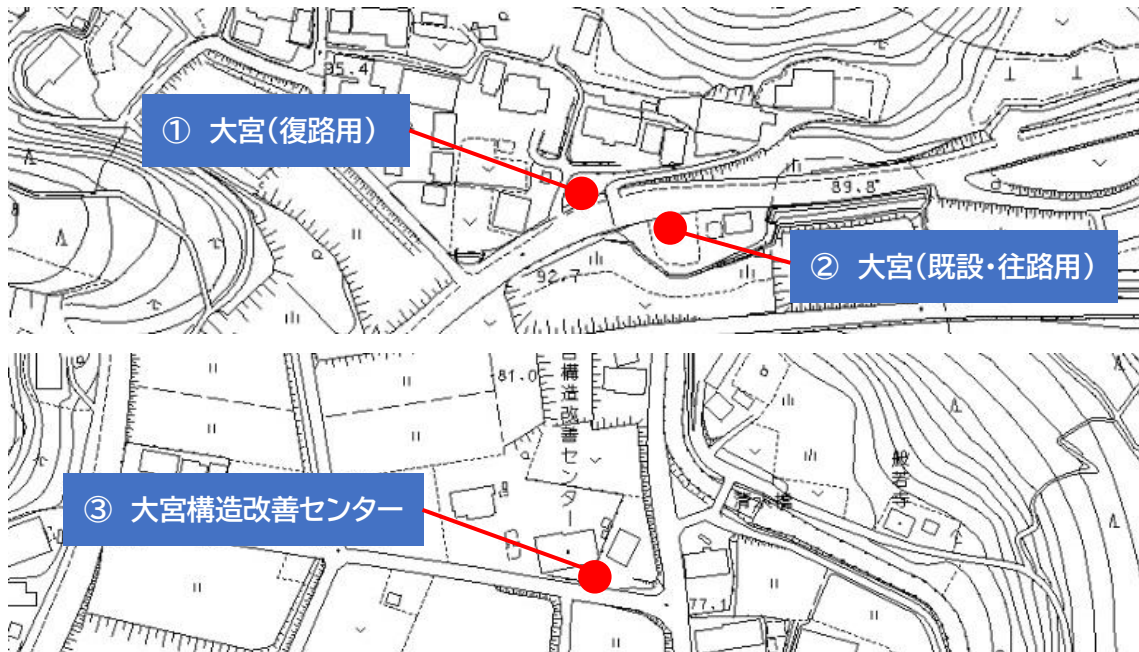 95.4
① 大宮（復路用）
89.8
② 大宮（既設・往路用）
92.7
81.0
構造改善センター
③ 大宮構造改善センター
般若寺
77.1